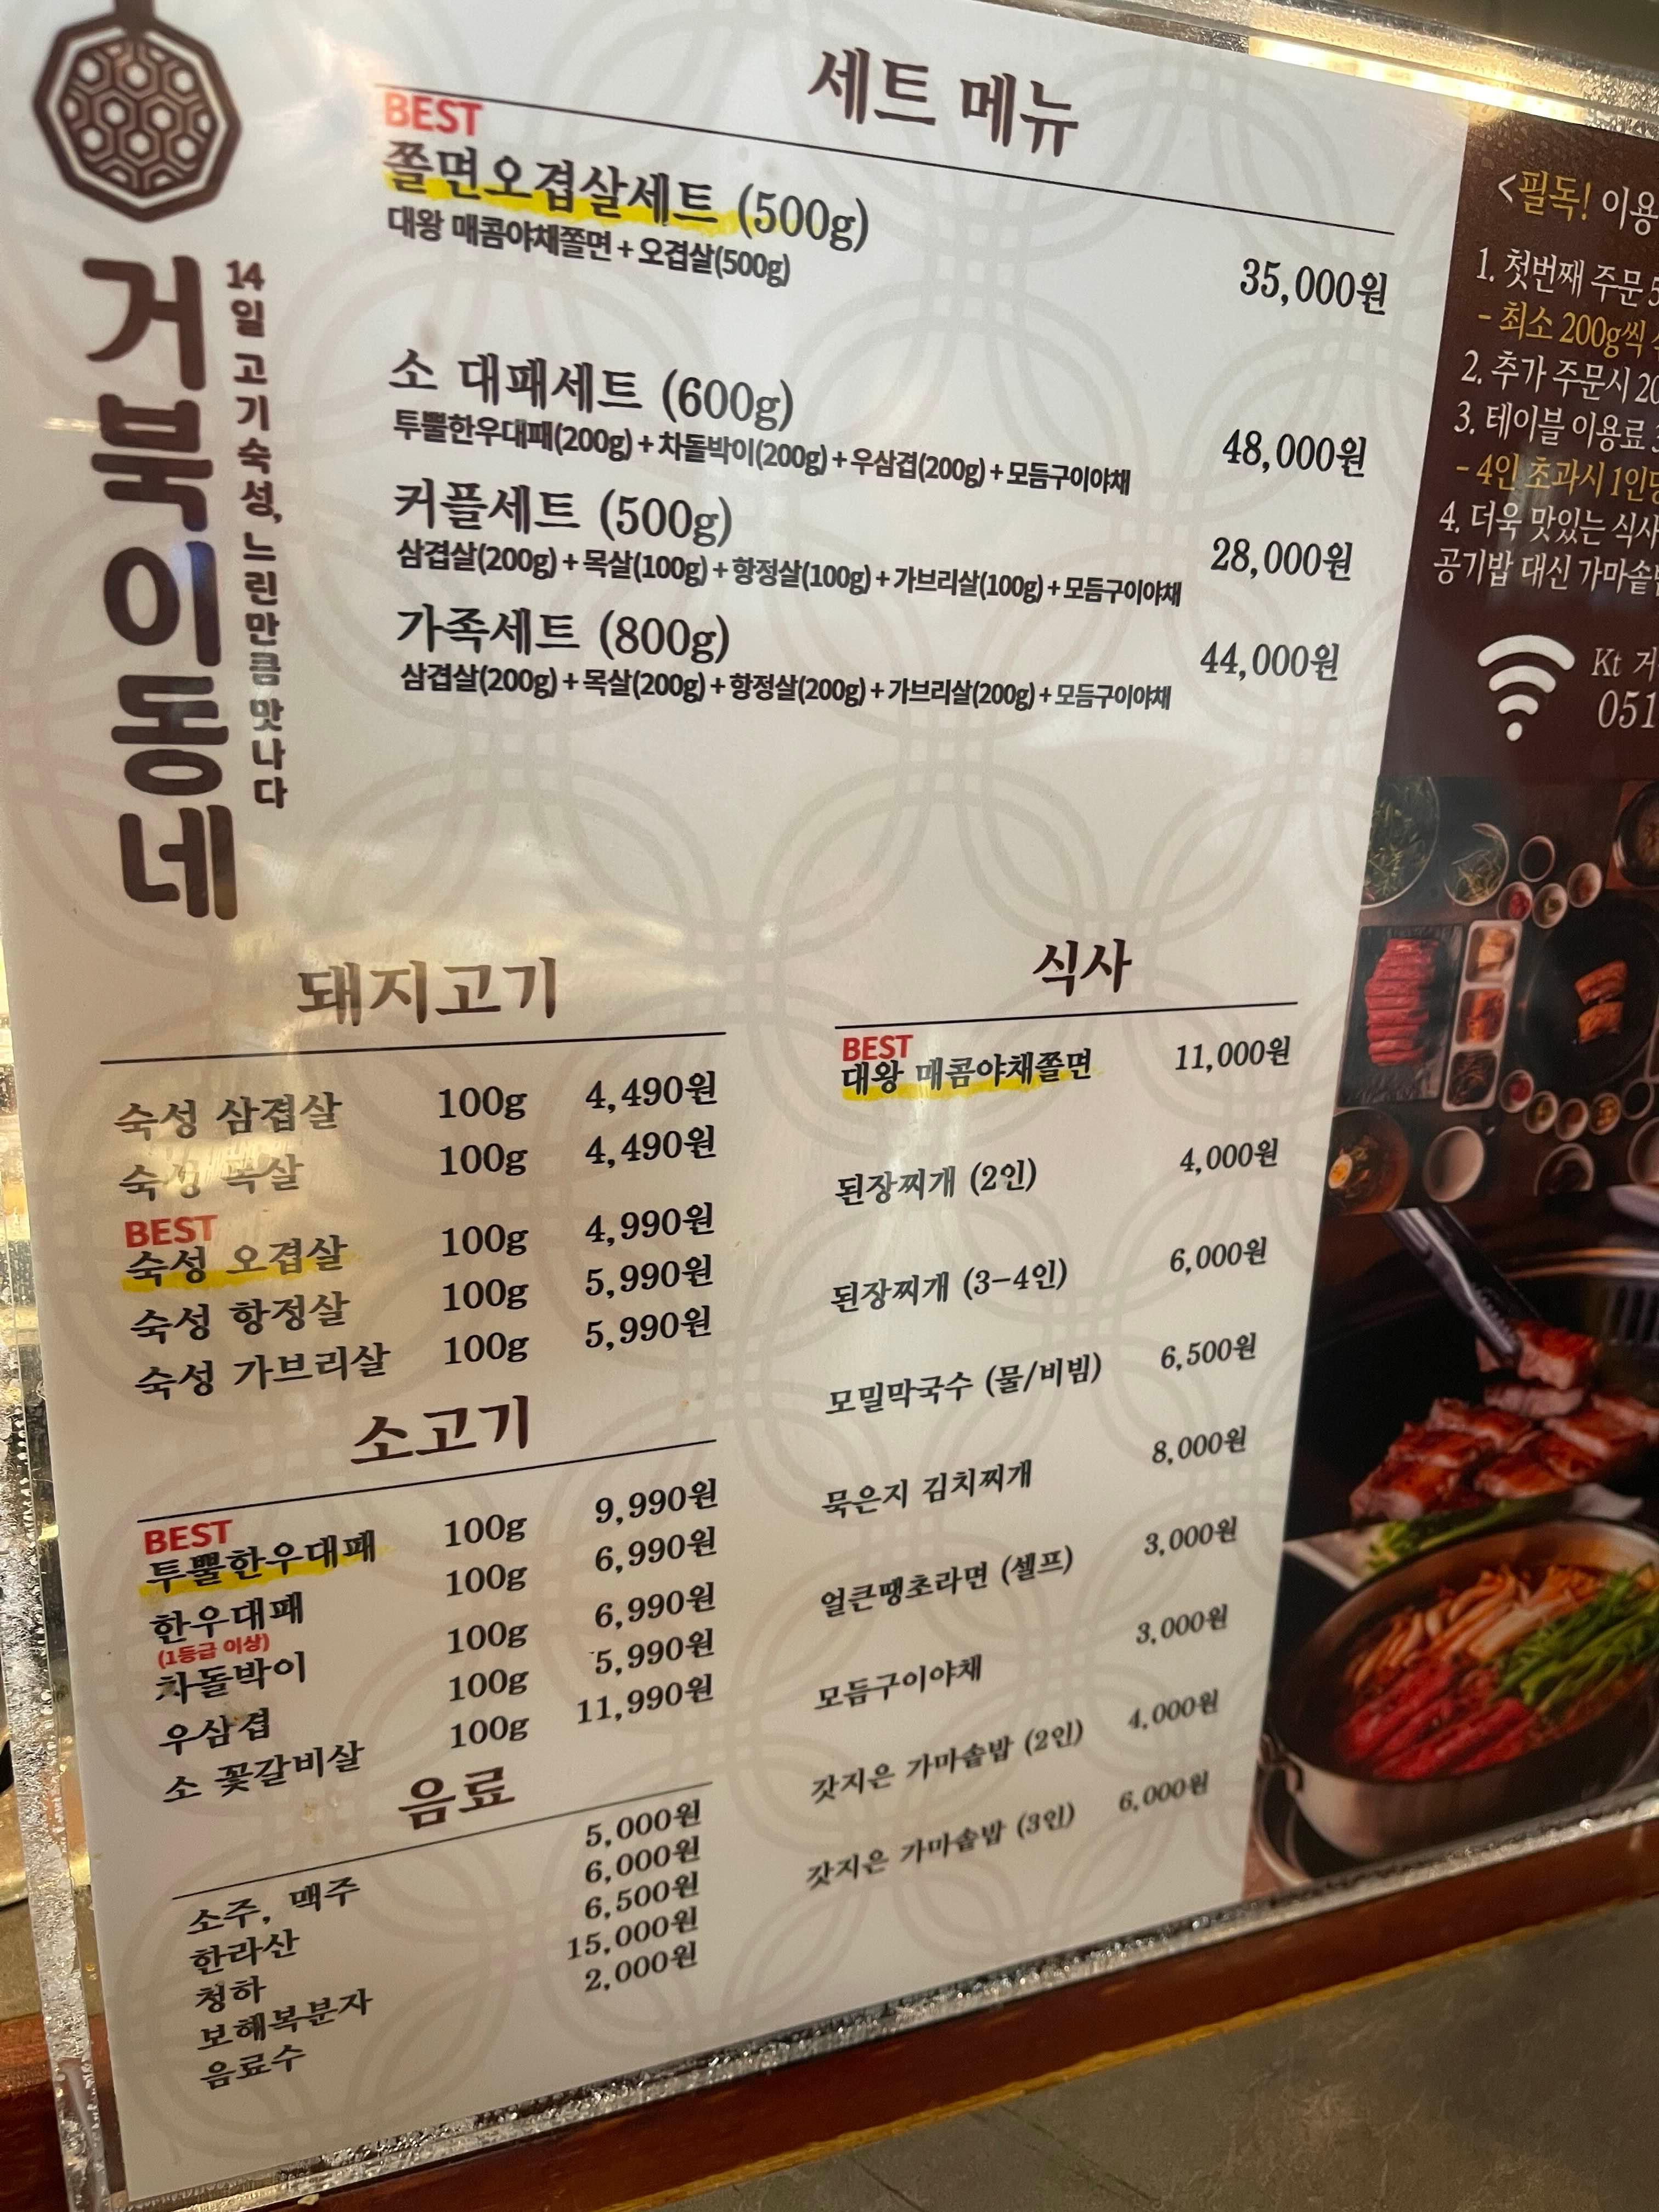 거북이동네
14일 고기숙성, 느린만큼 맛나다
세트 메뉴
BEST
쫄면오겹살세트 (500g)
대왕 매콤야채쫄면 + 오겹살(500g)
35,000원
소 대패세트 (600g)
투뿔한우대패(200g) + 차돌박이(200g) + 우삼겹(200g) + 모듬구이야채
48,000원
커플세트 (500g)
삼겹살(200g) + 목살(100g) + 항정살(100g) + 가브리살(100g) + 모듬구이야채
28,000원
가족세트 (800g)
삼겹살(200g) + 목살(200g) + 항정살(200g) + 가브리살(200g) + 모듬구이야채
44,000원
돼지고기
숙성 삼겹살 100g 4,490원
숙성 목살 100g 4,490원
BEST
숙성 오겹살 100g 4,990원
숙성 항정살 100g 5,990원
숙성 가브리살 100g 5,990원
소고기
BEST
투뿔한우대패 100g 9,990원
한우대패 100g 6,990원
(1등급 이상)
차돌박이 100g 6,990원
우삼겹 100g 5,990원
소 꽃갈비살 100g 11,990원
음료
소주, 맥주 5,000원
한라산 6,000원
청하 6,500원
보해복분자 15,000원
음료수 2,000원
식사
BEST
대왕 매콤야채쫄면 11,000원
된장찌개 (2인) 4,000원
된장찌개 (3-4인) 6,000원
모밀막국수 (물/비빔) 6,500원
묵은지 김치찌개 8,000원
얼큰땡초라면 (셀프) 3,000원
모듬구이야채 3,000원
갓지은 가마솥밥 (2인) 4,000원
갓지은 가마솥밥 (3인) 6,000원
<필독! 이용
1. 첫번째 주문 5
- 최소 200g씩
2. 추가 주문시 20
3. 테이블 이용료 3
- 4인 초과시 1인당
4. 더욱 맛있는 식사
공기밥 대신 가마솥밥
Kt 거
051